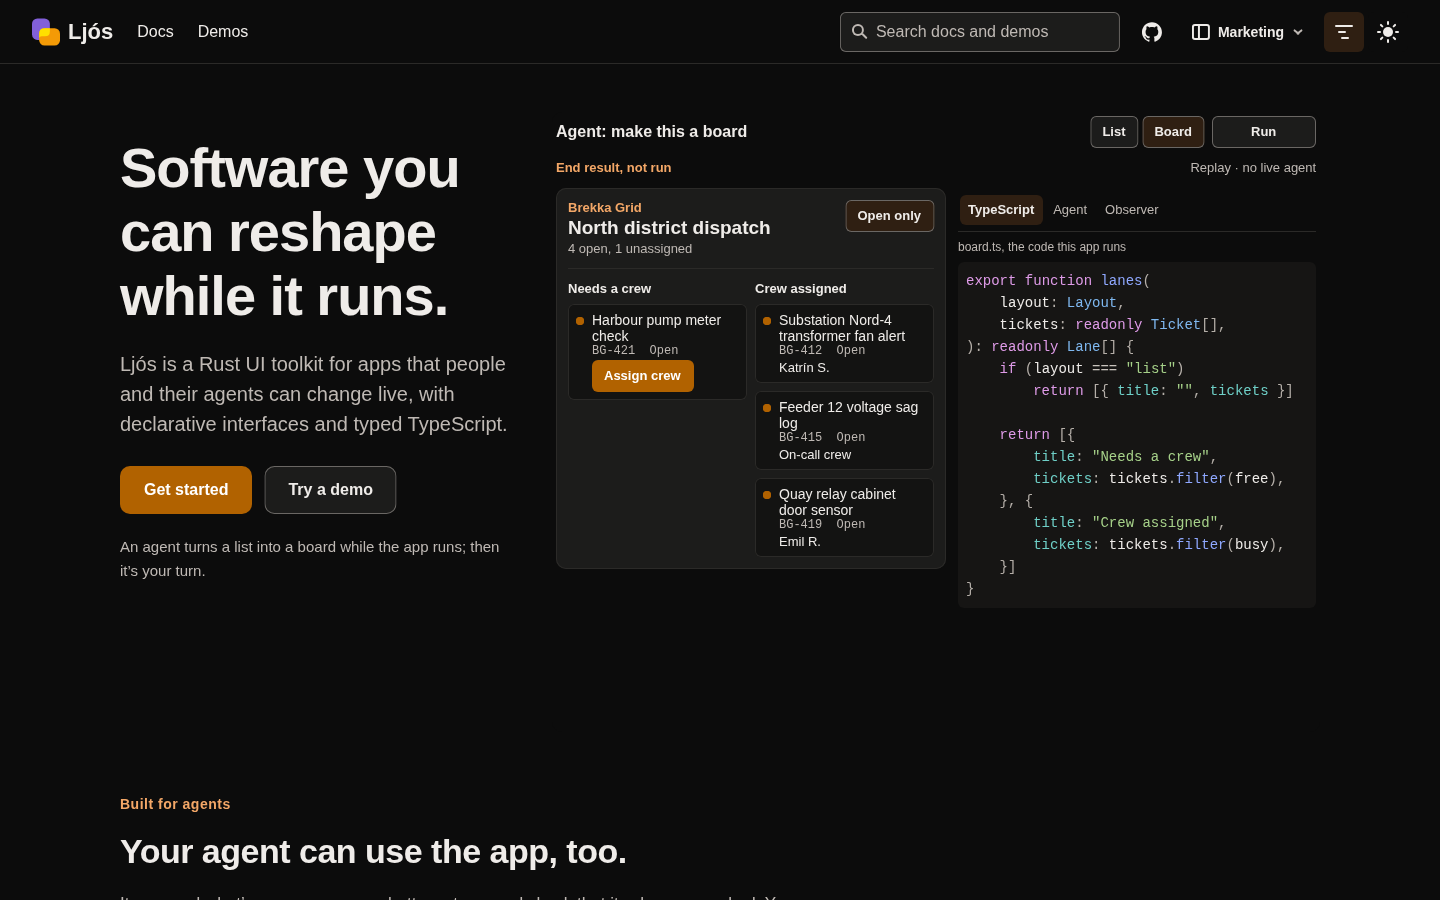 Ljós
Docs
Demos
Search docs and demos
Marketing
Software you
can reshape
while it runs.
Ljós is a Rust UI toolkit for apps that people
and their agents can change live, with
declarative interfaces and typed TypeScript.
Get started
Try a demo
An agent turns a list into a board while the app runs; then
it’s your turn.
Agent: make this a board
List
Board
Run
End result, not run
Replay · no live agent
Brekka Grid
North district dispatch
4 open, 1 unassigned
Open only
Needs a crew
Harbour pump meter
check
BG-421 Open
Assign crew
Crew assigned
Substation Nord-4
transformer fan alert
BG-412 Open
Katrín S.
Feeder 12 voltage sag
log
BG-415 Open
On-call crew
Quay relay cabinet
door sensor
BG-419 Open
Emil R.
TypeScript
Agent
Observer
board.ts, the code this app runs
export function lanes(
    layout: Layout,
    tickets: readonly Ticket[],
): readonly Lane[] {
    if (layout === "list")
        return [{ title: "", tickets }]
    return [{
        title: "Needs a crew",
        tickets: tickets.filter(free),
    }, {
        title: "Crew assigned",
        tickets: tickets.filter(busy),
    }]
}
Built for agents
Your agent can use the app, too.